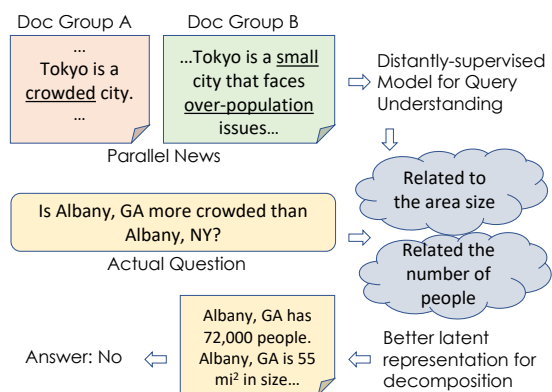 Doc Group A
Doc Group B
...
Tokyo is a
crowded city.
...
...Tokyo is a small
city that faces
over-population
issues...
Parallel News
Distantly-supervised
Model for Query
Understanding
Is Albany, GA more crowded than
Albany, NY?
Actual Question
Related to
the area size
Related the
number of
people
Albany, GA has
72,000 people.
Albany, GA is 55
mi² in size...
Better latent
representation for
decomposition
Answer: No